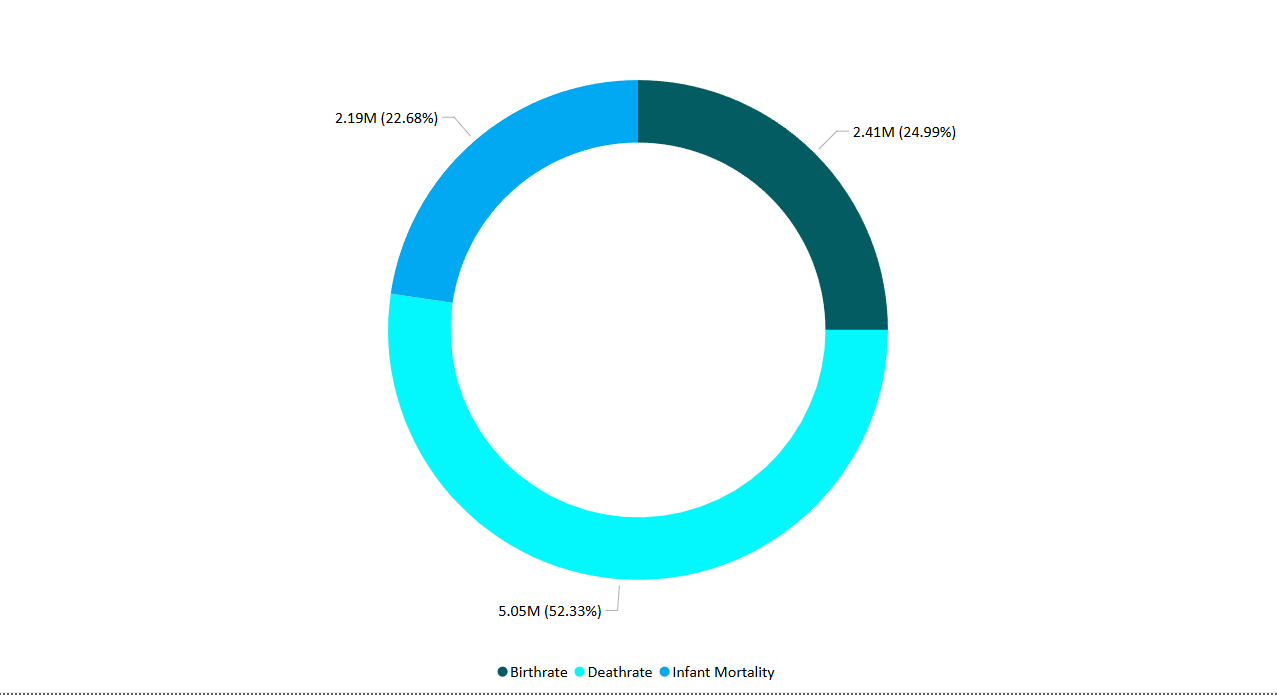 2.19M (22.68%)
2.41M (24.99%)
5.05M (52.33%)
Birthrate Deathrate Infant Mortality